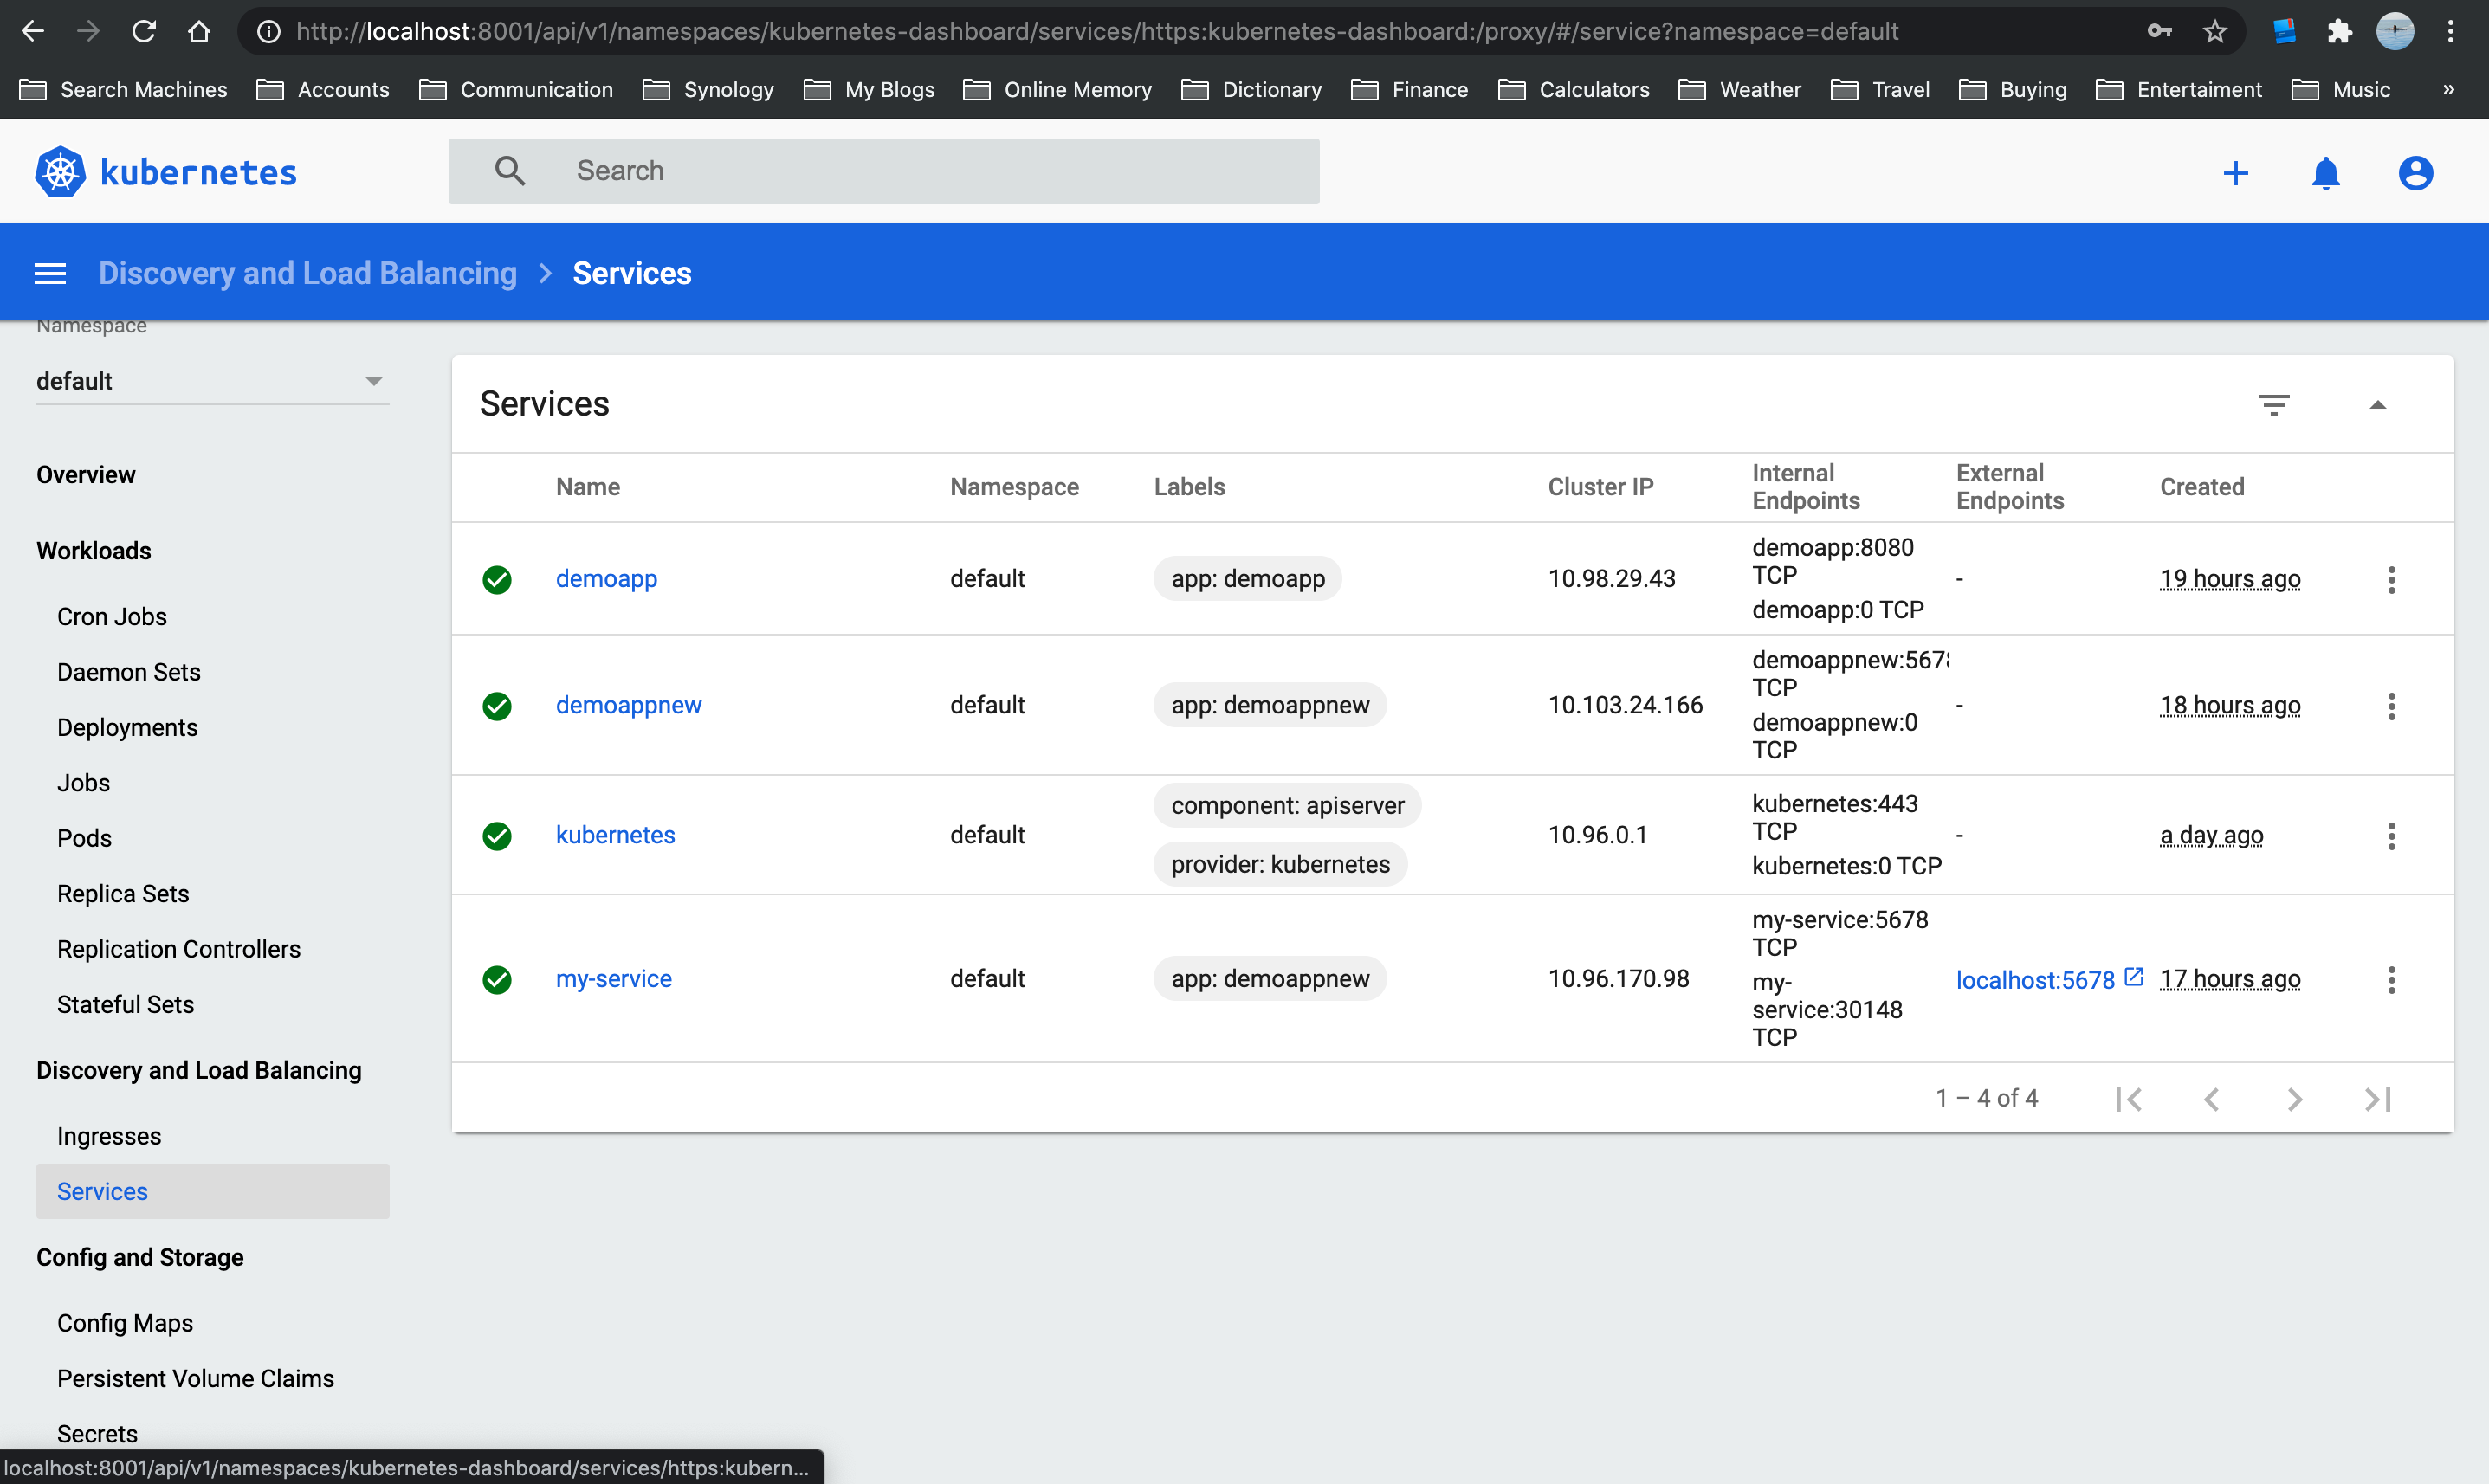 http://localhost:8001/api/v1/namespaces/kubernetes-dashboard/services/https:kubernetes-dashboard:/proxy/#/service?namespace=default
Search Machines
Accounts
Communication
Synology
My Blogs
Online Memory
Dictionary
Finance
Calculators
Weather
Travel
Buying
Entertaiment
Music
»
kubernetes
Search
Discovery and Load Balancing
Services
Namespace
default
Overview
Workloads
Cron Jobs
Daemon Sets
Deployments
Jobs
Pods
Replica Sets
Replication Controllers
Stateful Sets
Discovery and Load Balancing
Ingresses
Services
Config and Storage
Config Maps
Persistent Volume Claims
Secrets
Services
Name
Namespace
Labels
Cluster IP
Internal
Endpoints
External
Endpoints
Created
demoapp
default
app: demoapp
10.98.29.43
demoapp:8080
TCP
demoapp:0 TCP
-
19 hours ago
demoappnew
default
app: demoappnew
10.103.24.166
demoappnew:5678
TCP
demoappnew:0
TCP
-
18 hours ago
kubernetes
default
component: apiserver
provider: kubernetes
10.96.0.1
kubernetes:443
TCP
kubernetes:0 TCP
-
a day ago
my-service
default
app: demoappnew
10.96.170.98
my-service:5678
TCP
my-
service:30148
TCP
localhost:5678
17 hours ago
1 – 4 of 4
localhost:8001/api/v1/namespaces/kubernetes-dashboard/services/https:kubern...